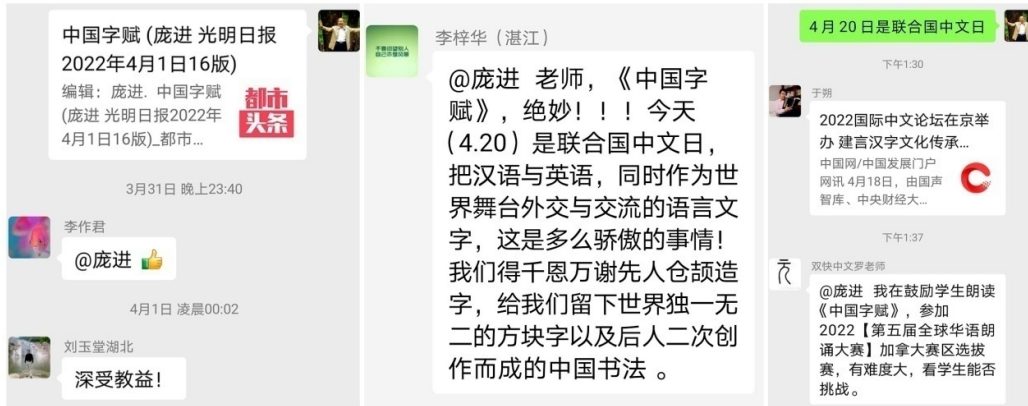 中国字赋 (庞进 光明日报
2022年4月1日16版)
编辑：庞进. 中国字赋
(庞进 光明日报2022年
4月1日16版)_都市...
都市
头条
3月31日 晚上23:40
李作君
@庞进 👍
4月1日 凌晨00:02
刘玉堂湖北
深受教益！
千喜回望别人
李梓华（湛江）
@庞进 老师，《中国字
赋》，绝妙！！！今天
（4.20）是联合国中文日，
把汉语与英语，同时作为世
界舞台外交与交流的语言文
字，这是多么骄傲的事情！
我们得千恩万谢先人仓颉造
字，给我们留下世界独一无
二的方块字以及后人二次创
作而成的中国书法 。
4月20日是联合国中文日
下午1:30
于朔
2022国际中文论坛在京举
办 建言汉字文化传承...
中国网/中国发展门户
网讯 4月18日，由国声
智库、中央财经大...
下午1:37
双快中文罗老师
@庞进 我在鼓励学生朗读
《中国字赋》，参加
2022【第五届全球华语朗
诵大赛】加拿大赛区选拔
赛，有难度大，看学生能否
挑战。